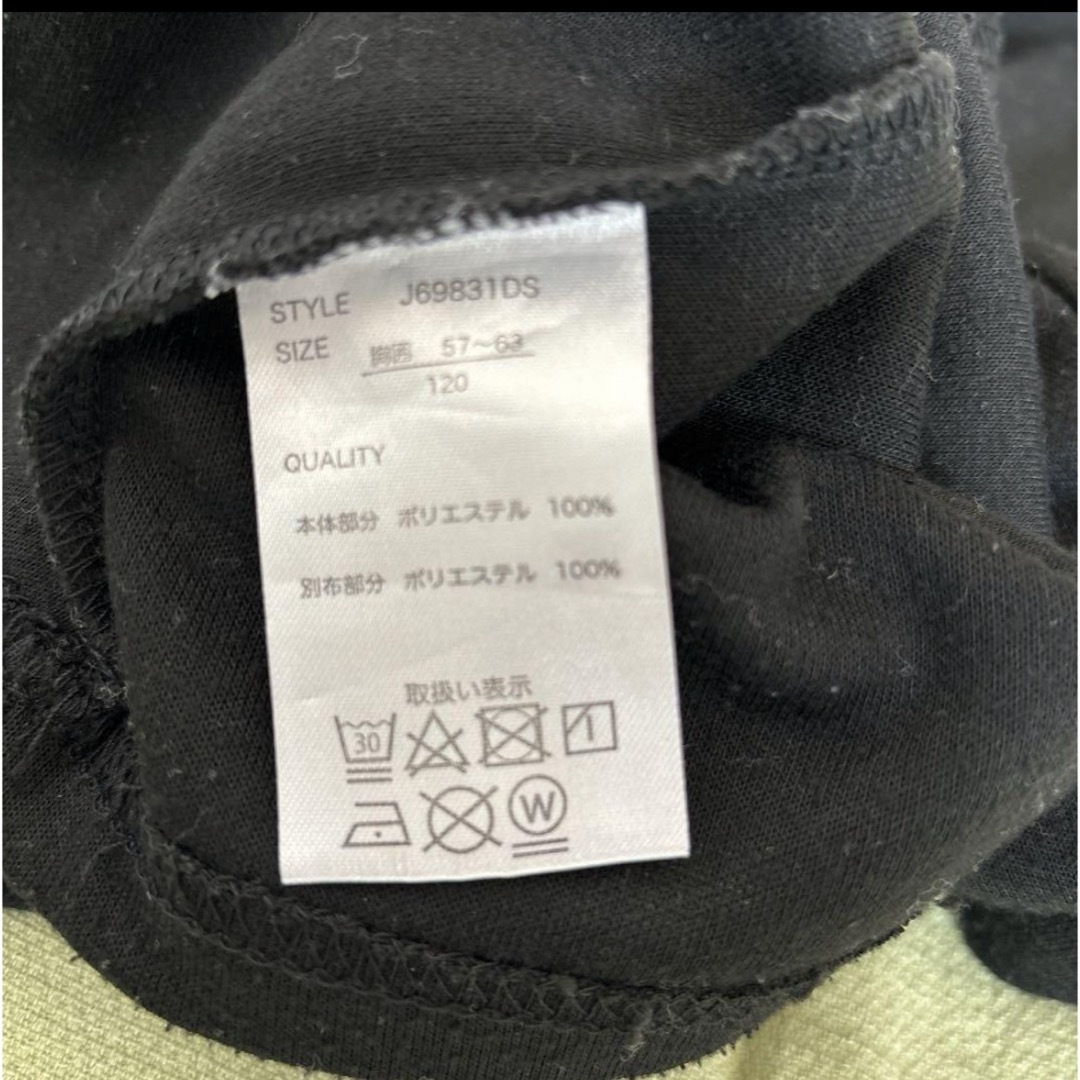 STYLE J69831DS
SIZE 胸囲 57～63
120
QUALITY
本体部分 ポリエステル 100%
別布部分 ポリエステル 100%
取扱い表示
30
W